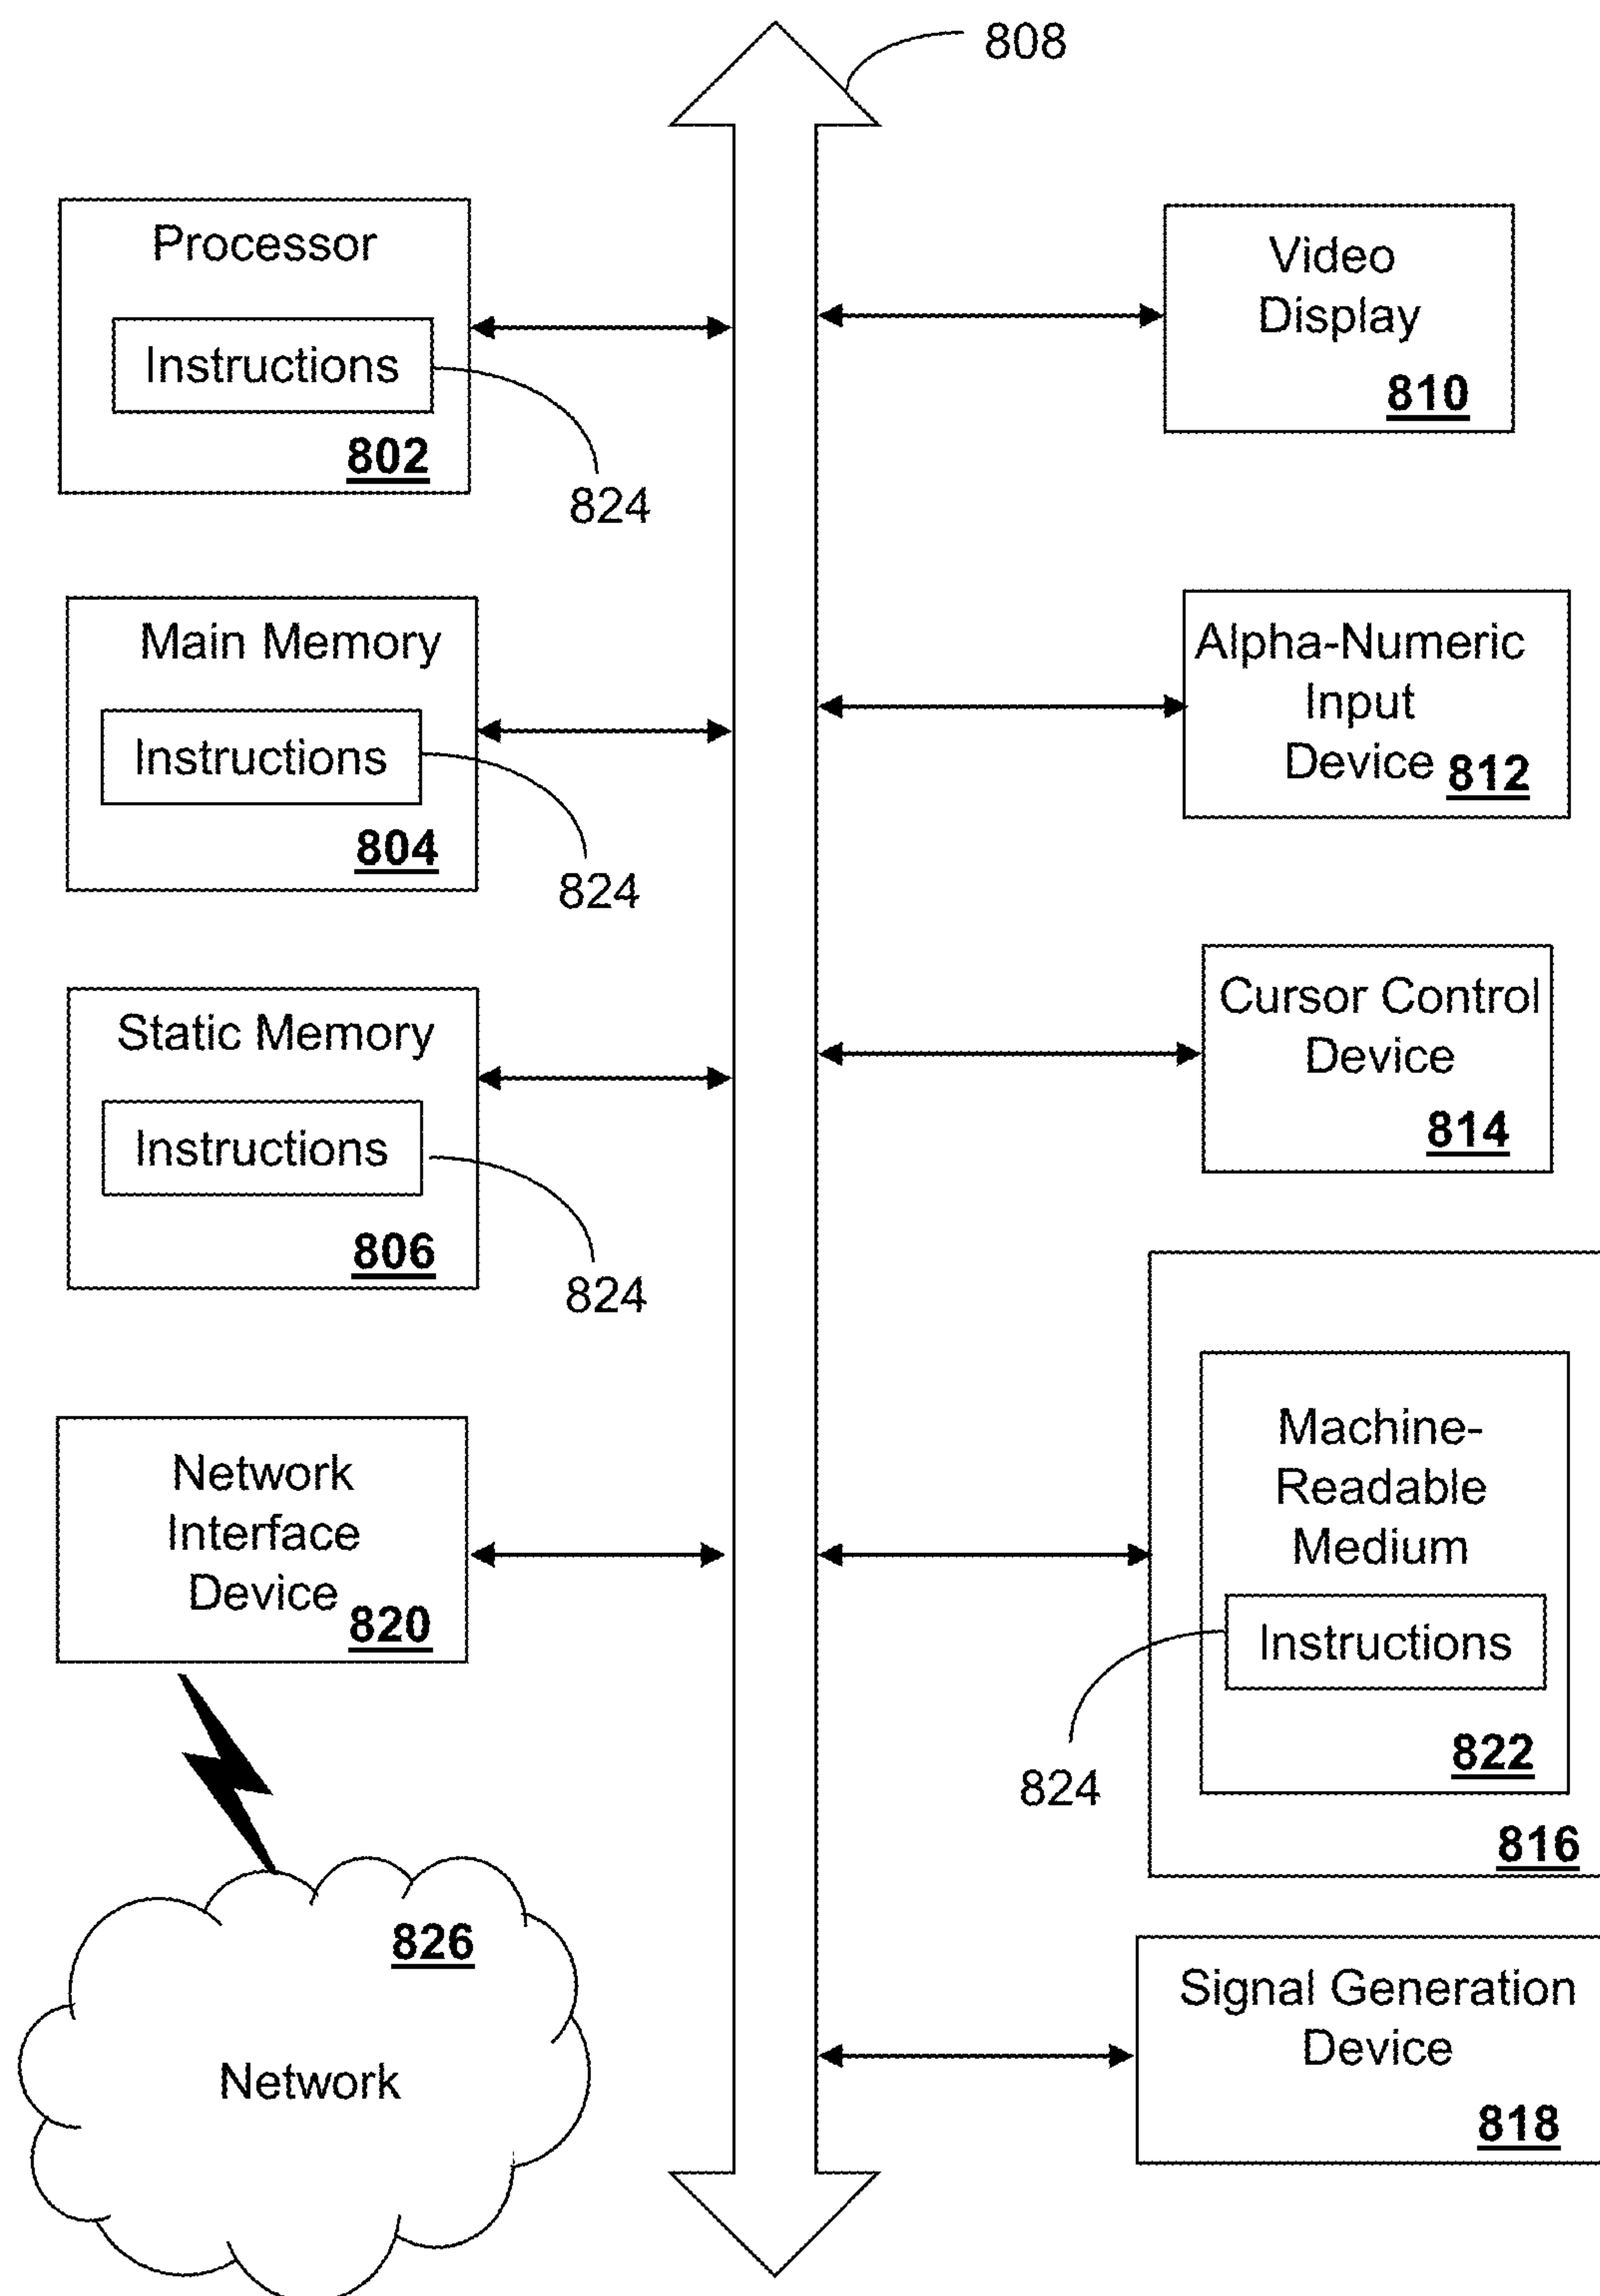 808
Processor
Instructions
802
824
Main Memory
Instructions
804
824
Static Memory
Instructions
806
824
Network
Interface
Device
820
826
Network
Video
Display
810
Alpha-Numeric
Input
Device 812
Cursor Control
Device
814
Machine-
Readable
Medium
Instructions
822
824
816
Signal Generation
Device
818